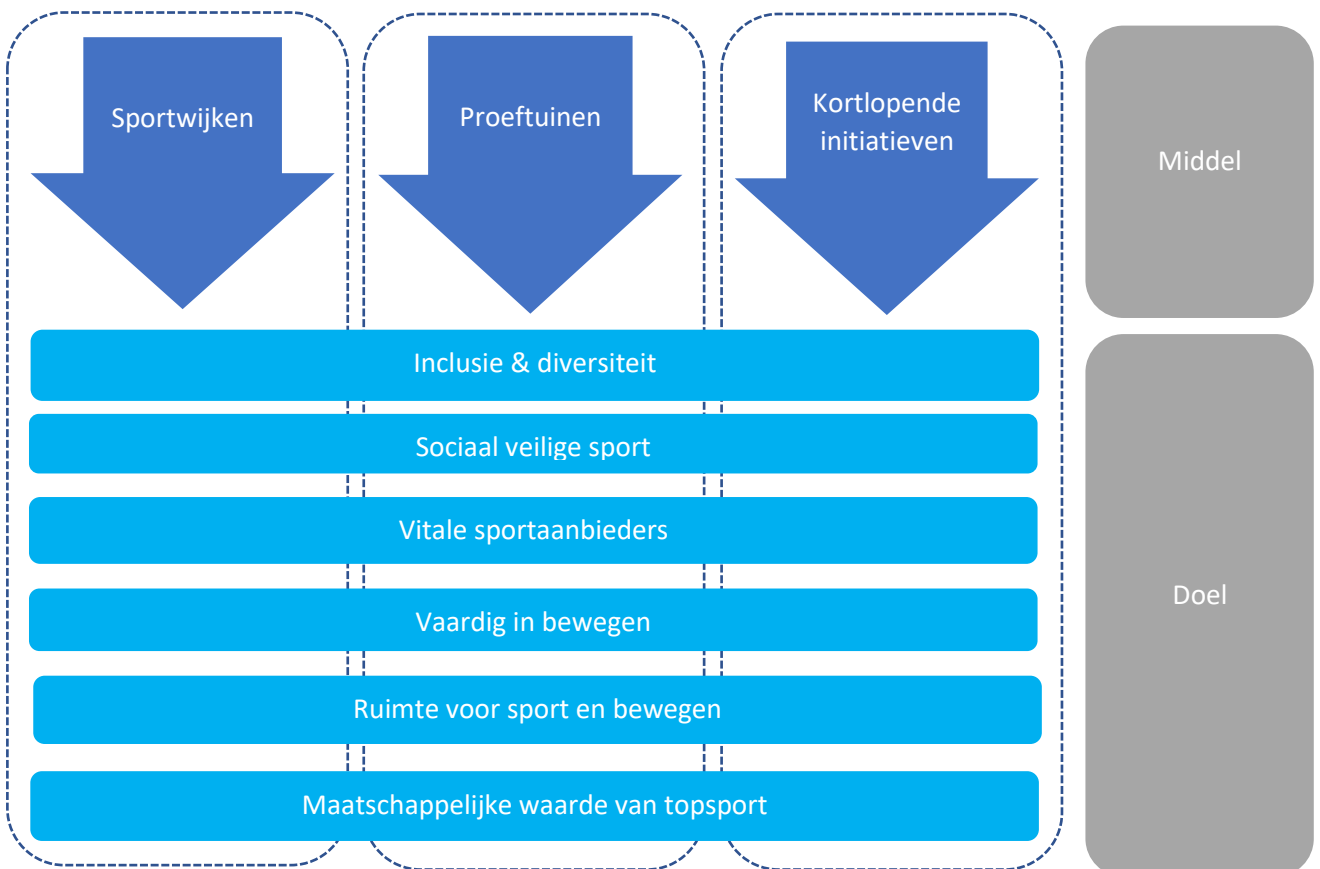 Sportwijken
Proeftuinen
Kortlopende
initiatieven
Middel
Inclusie & diversiteit
Sociaal veilige sport
Vitale sportaanbieders
Vaardig in bewegen
Ruimte voor sport en bewegen
Maatschappelijke waarde van topsport
Doel